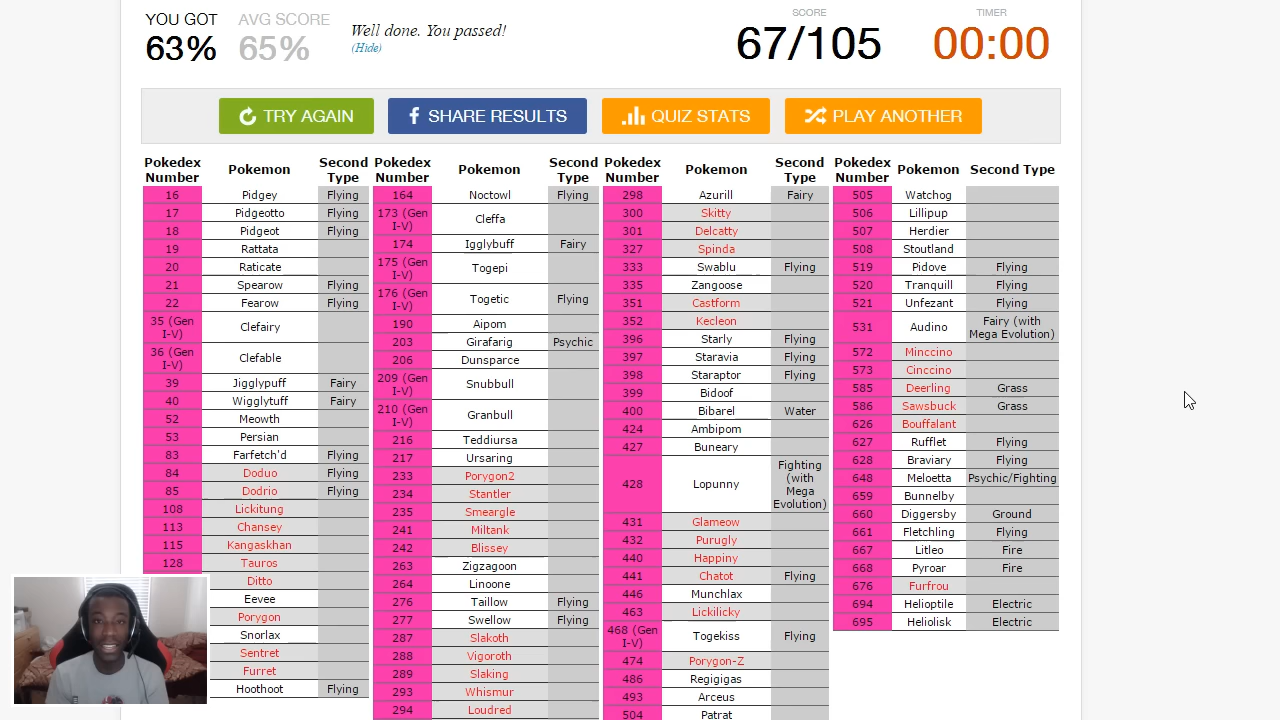 YOU GOT
63%
AVG SCORE
65%
Well done. You passed!
(Hide)
SCORE
67/105
TIMER
00:00
TRY AGAIN
f SHARE RESULTS
QUIZ STATS
PLAY ANOTHER
Pokedex Number Pokemon Second Type
16 Pidgey Flying
17 Pidgeotto Flying
18 Pidgeot Flying
19 Rattata
20 Raticate
21 Spearow Flying
22 Fearow Flying
35 (Gen I-V) Clefairy
36 (Gen I-V) Clefable
39 Jigglypuff Fairy
40 Wigglytuff Fairy
52 Meowth
53 Persian
83 Farfetch'd Flying
84 Doduo Flying
85 Dodrio Flying
108 Lickitung
113 Chansey
115 Kangaskhan
128 Tauros
Ditto
Eevee
Porygon
Snorlax
Sentret
Furret
Hoothoot Flying
Pokedex Number Pokemon Second Type
164 Noctowl Flying
173 (Gen I-V) Cleffa
174 Igglybuff Fairy
175 (Gen I-V) Togepi
176 (Gen I-V) Togetic Flying
190 Aipom
203 Girafarig Psychic
206 Dunsparce
209 (Gen I-V) Snubbull
210 (Gen I-V) Granbull
216 Teddiursa
217 Ursaring
233 Porygon2
234 Stantler
235 Smeargle
241 Miltank
242 Blissey
263 Zigzagoon
264 Linoone
276 Taillow Flying
277 Swellow Flying
287 Slakoth
288 Vigoroth
289 Slaking
293 Whismur
294 Loudred
Pokedex Number Pokemon Second Type
298 Azurill Fairy
300 Skitty
301 Delcatty
327 Spinda
333 Swablu Flying
335 Zangoose
351 Castform
352 Kecleon
396 Starly Flying
397 Staravia Flying
398 Staraptor Flying
399 Bidoof
400 Bibarel Water
424 Ambipom
427 Buneary
428 Lopunny Fighting (with Mega Evolution)
431 Glameow
432 Purugly
440 Happiny
441 Chatot Flying
446 Munchlax
463 Lickilicky
468 (Gen I-V) Togekiss Flying
474 Porygon-Z
486 Regigigas
493 Arceus
504 Patrat
Pokedex Number Pokemon Second Type
505 Watchog
506 Lillipup
507 Herdier
508 Stoutland
519 Pidove Flying
520 Tranquill Flying
521 Unfezant Flying
531 Audino Fairy (with Mega Evolution)
572 Minccino
573 Cinccino
585 Deerling Grass
586 Sawsbuck Grass
626 Bouffalant
627 Rufflet Flying
628 Braviary Flying
648 Meloetta Psychic/Fighting
659 Bunnelby
660 Diggersby Ground
661 Fletchling Flying
667 Litleo Fire
668 Pyroar Fire
676 Furfrou
694 Helioptile Electric
695 Heliolisk Electric